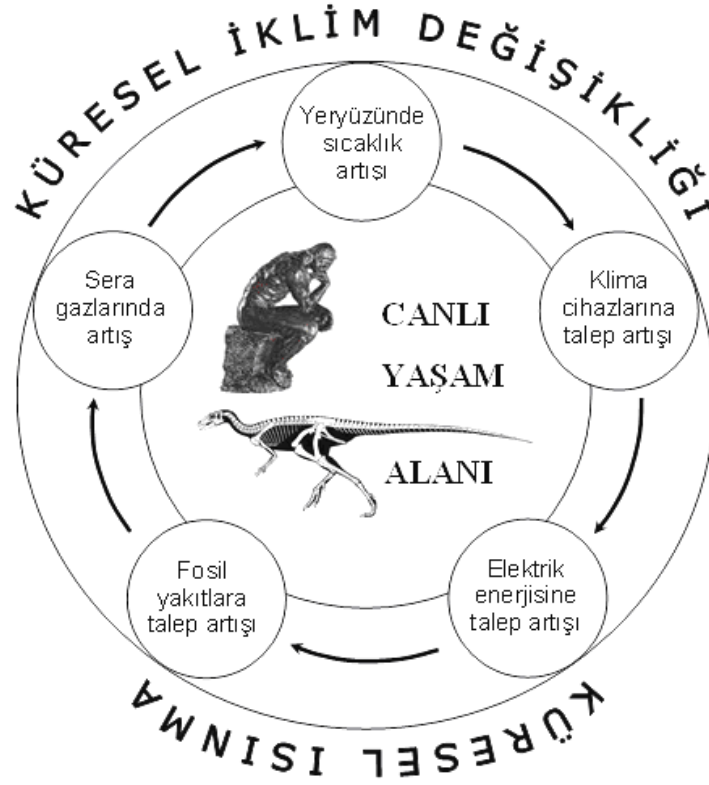 KÜRESEL İKLİM DEĞİŞİKLİĞİ
Yeryüzünde
sıcaklık
artışı
Klima
cihazlarına
talep artışı
Elektrik
enerjisine
talep artışı
Fosil
yakıtlara
talep artışı
Sera
gazlarında
artış
CANLI
YAŞAM
ALANI
KÜRESEL ISINMA